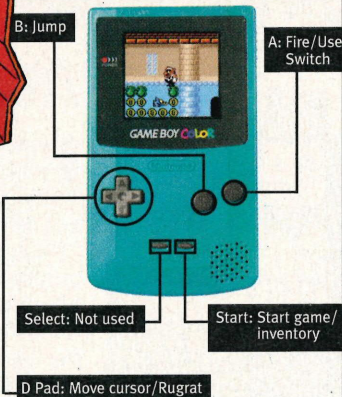 B: Jump
A: Fire/Use
Switch
GAME BOY COLOR
Select: Not used
Start: Start game/
inventory
D Pad: Move cursor/Rugrat